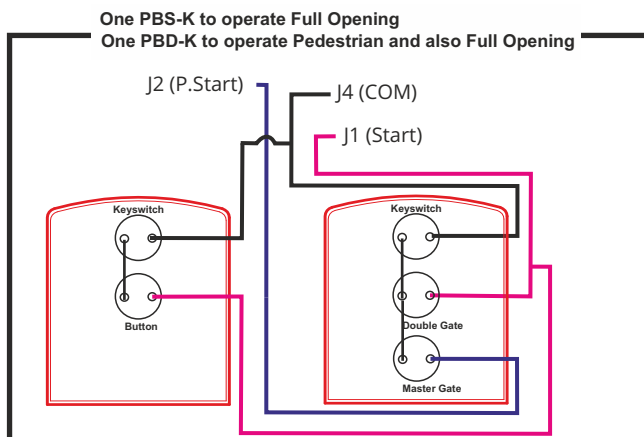 One PBS-K to operate Full Opening
One PBD-K to operate Pedestrian and also Full Opening
J2 (P.Start)
J4 (COM)
J1 (Start)
Keyswitch
Button
Keyswitch
Double Gate
Master Gate